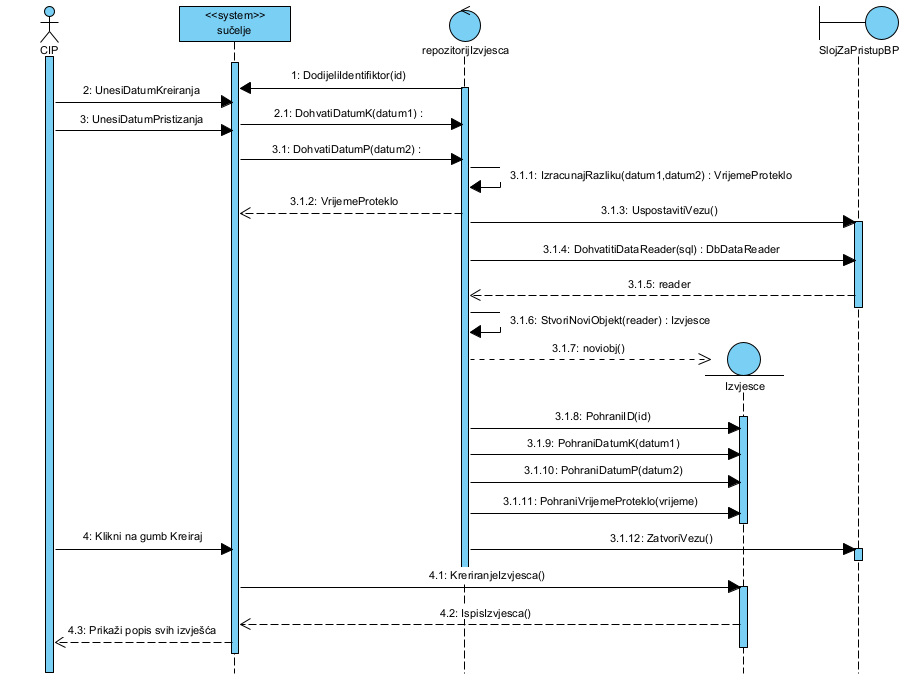 <<system>>
sučelje
CIP
repozitorijIzvjesca
SlojZaPristupBP
1: DodijeliIdentifiktor(id)
2: UnesiDatumKreiranja
2.1: DohvatiDatumK(datum1) :
3: UnesiDatumPristizanja
3.1: DohvatiDatumP(datum2) :
3.1.1: IzracunajRazliku(datum1,datum2) : VrijemeProteklo
3.1.2: VrijemeProteklo
3.1.3: UspostavitiVezu()
3.1.4: DohvatitiDataReader(sql) : DbDataReader
3.1.5: reader
3.1.6: StvoriNoviObjekt(reader) : Izvjesce
3.1.7: noviobj()
Izvjesce
3.1.8: PohraniID(id)
3.1.9: PohraniDatumK(datum1)
3.1.10: PohraniDatumP(datum2)
3.1.11: PohraniVrijemeProteklo(vrijeme)
4: Klikni na gumb Kreiraj
3.1.12: ZatvoriVezu()
4.1: KreriranjeIzvjesca()
4.2: IspisIzvjesca()
4.3: Prikaži popis svih izvješća